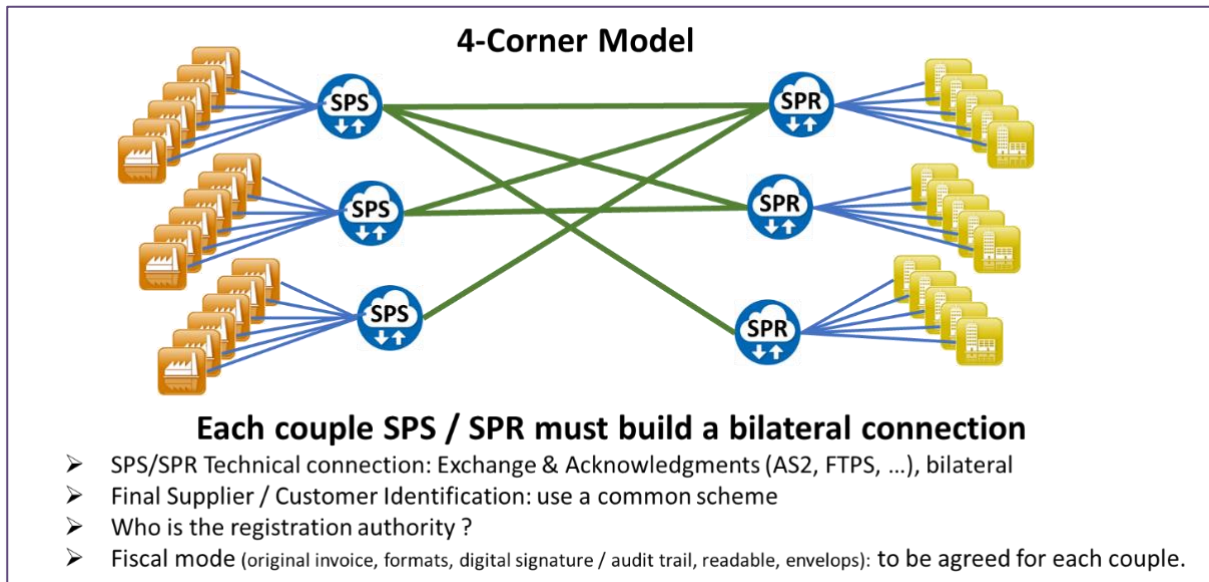 4-Corner Model
SPS
SPR
SPS
SPR
SPS
SPR
Each couple SPS / SPR must build a bilateral connection
➤ SPS/SPR Technical connection: Exchange & Acknowledgments (AS2, FTPS, ...), bilateral
➤ Final Supplier / Customer Identification: use a common scheme
➤ Who is the registration authority ?
➤ Fiscal mode (original invoice, formats, digital signature / audit trail, readable, envelops): to be agreed for each couple.